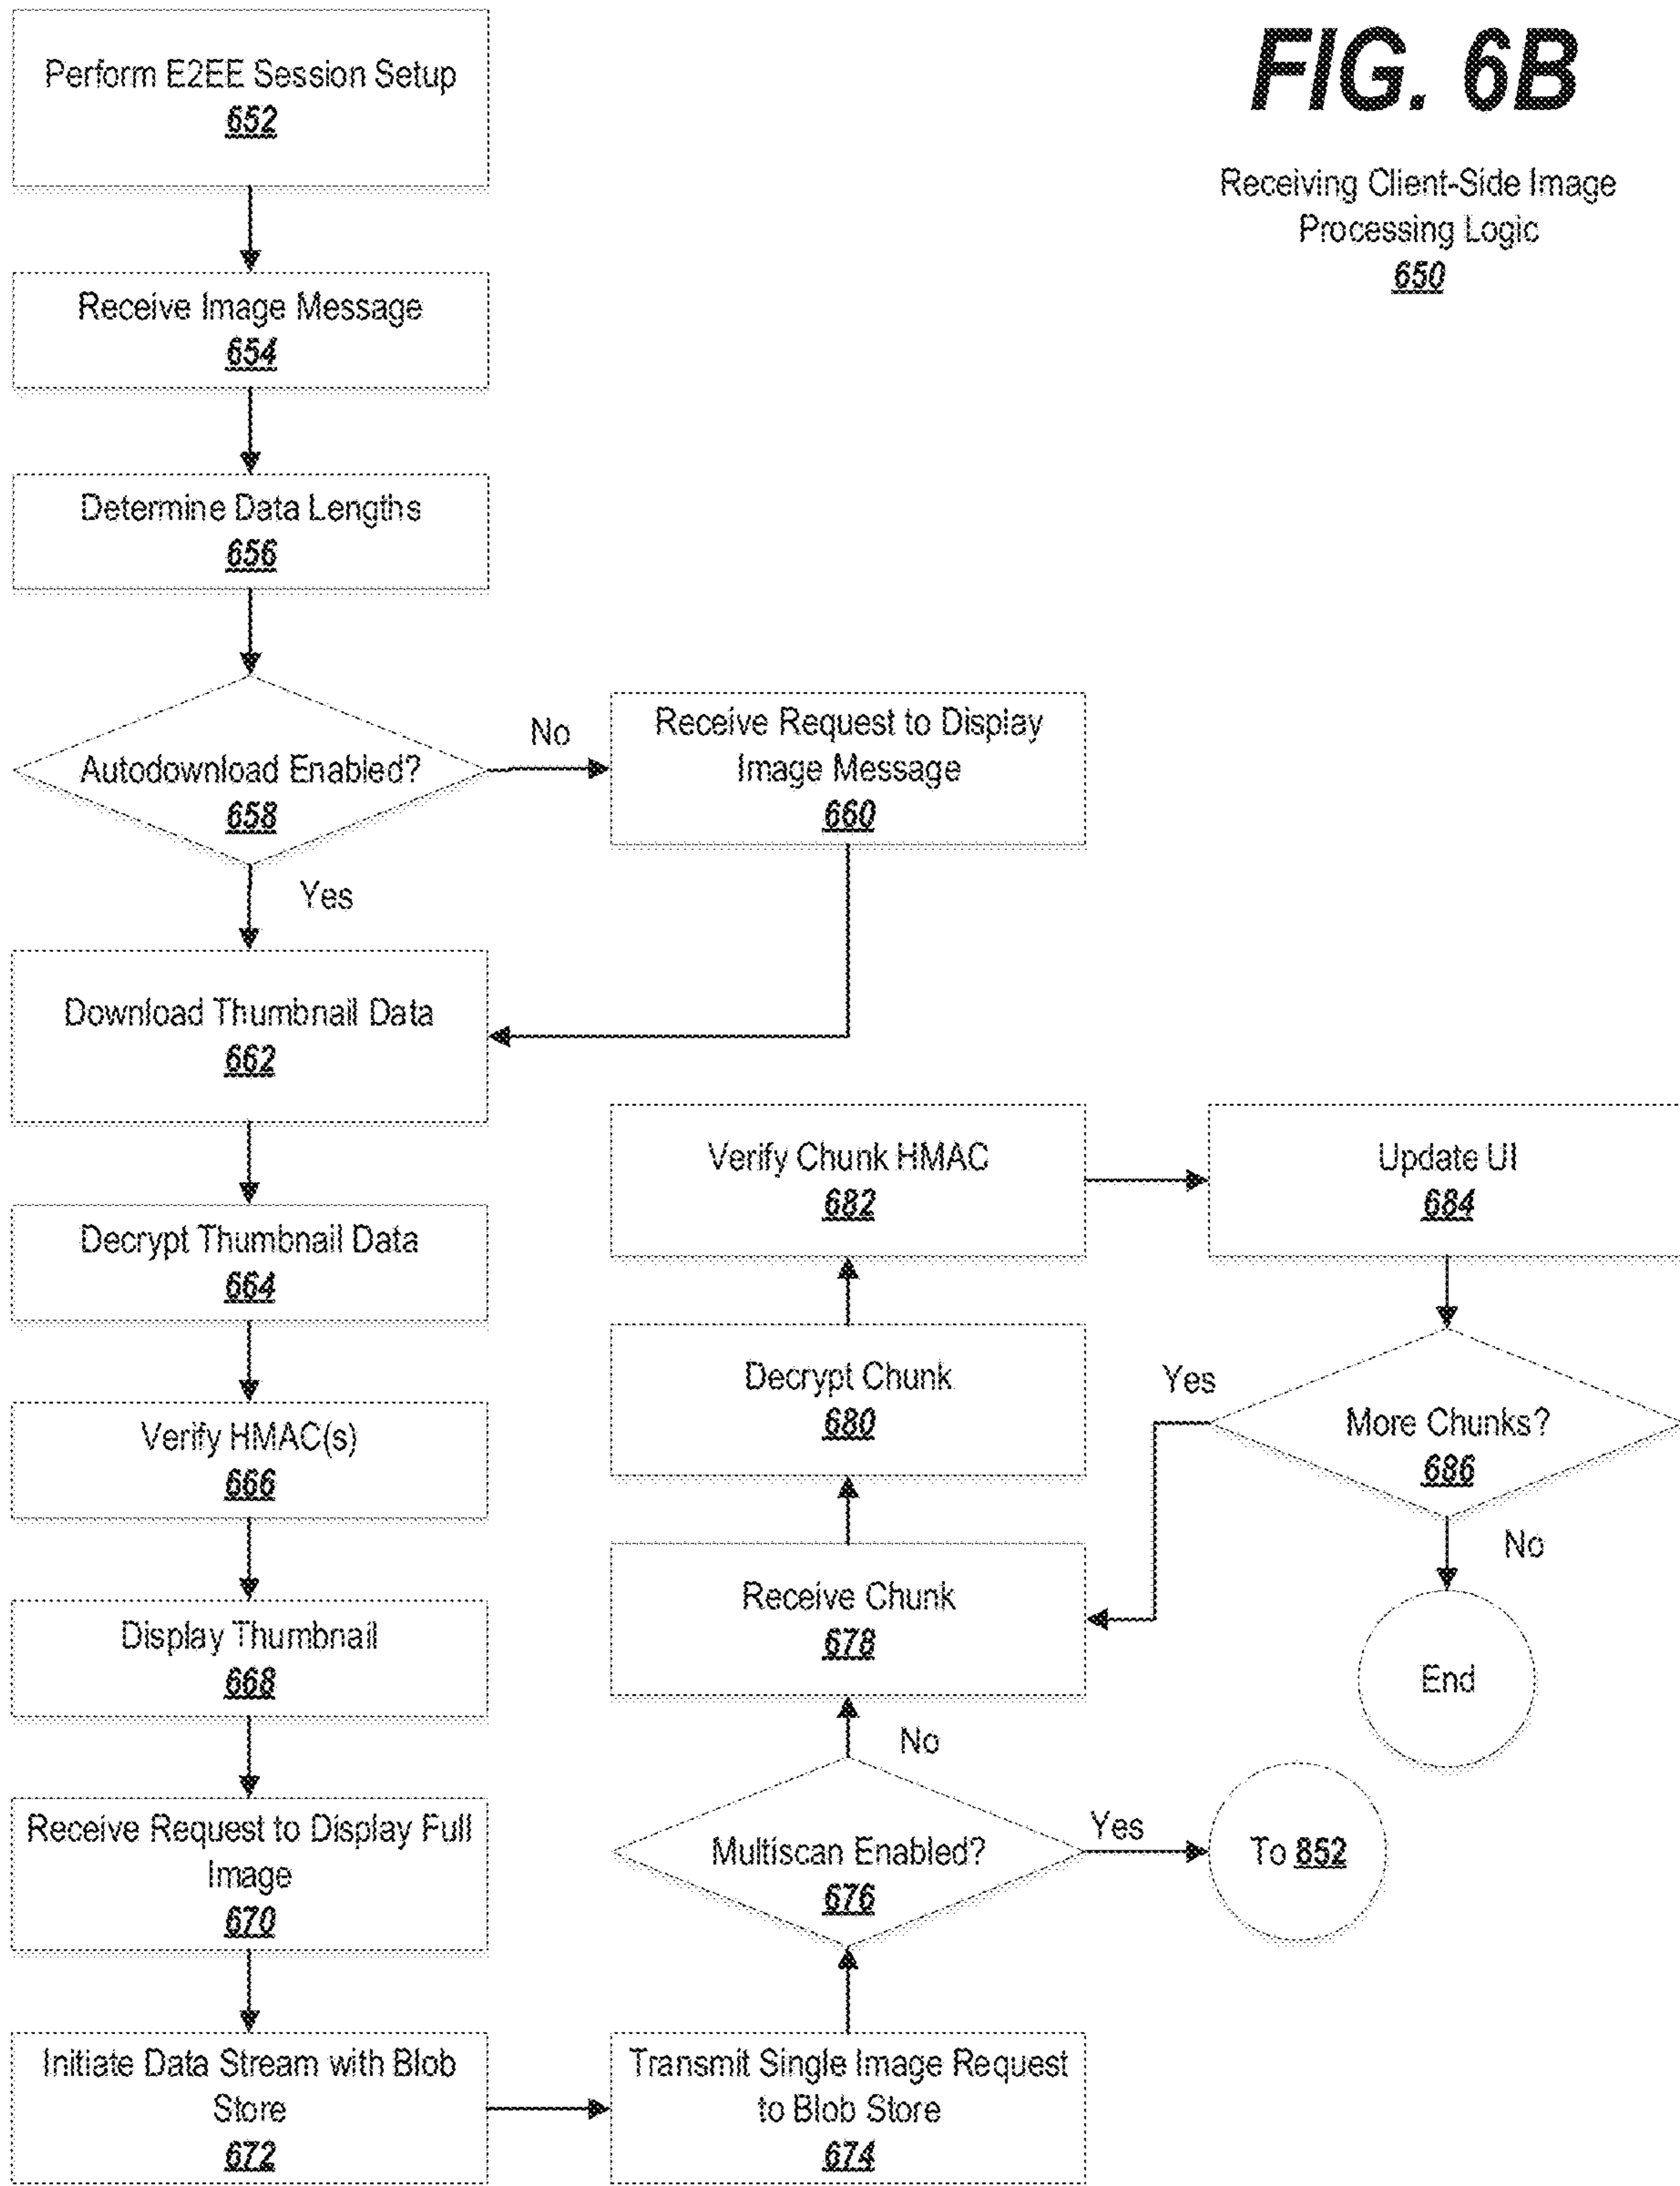 FIG. 6B
Receiving Client-Side Image
Processing Logic
650
Perform E2EE Session Setup
652
Receive Image Message
654
Determine Data Lengths
656
Autodownload Enabled?
658
No
Yes
Receive Request to Display
Image Message
660
Download Thumbnail Data
662
Decrypt Thumbnail Data
664
Verify HMAC(s)
666
Display Thumbnail
668
Receive Request to Display Full
Image
670
Initiate Data Stream with Blob
Store
672
Transmit Single Image Request
to Blob Store
674
Multiscan Enabled?
676
Yes
To 852
No
Receive Chunk
678
Decrypt Chunk
680
Verify Chunk HMAC
682
Update UI
684
More Chunks?
686
Yes
No
End